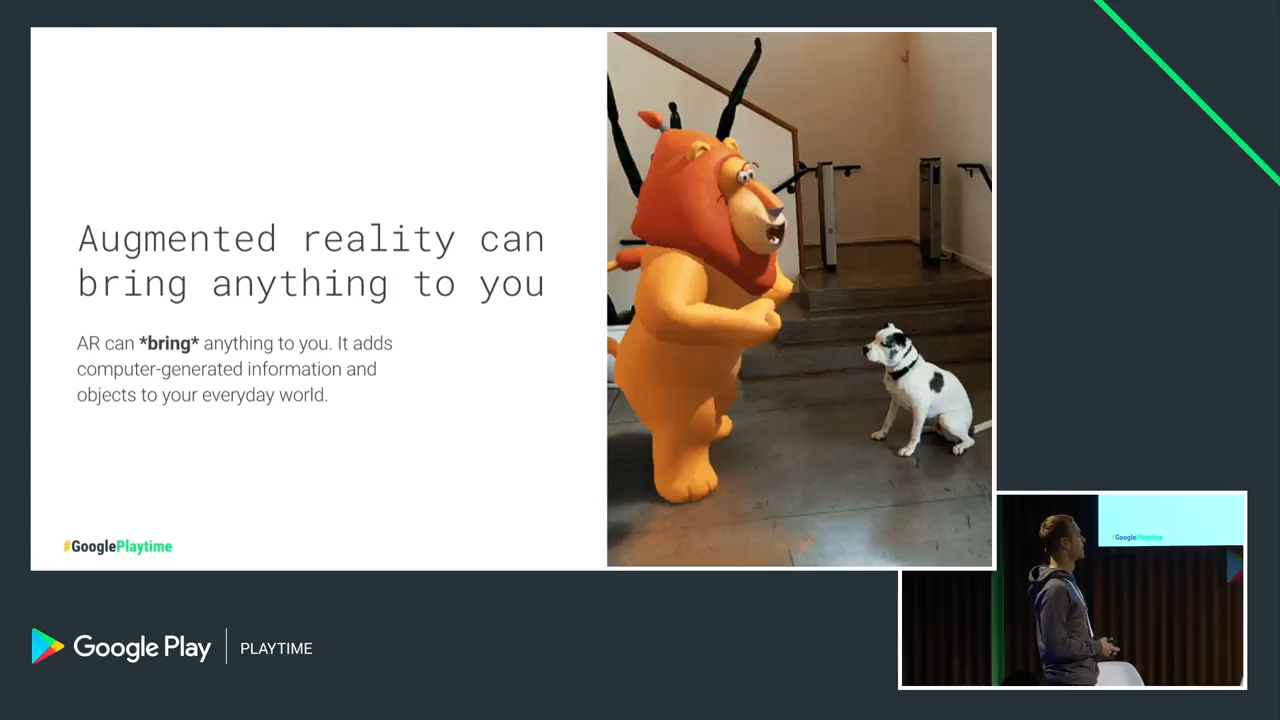 Augmented reality can
bring anything to you
AR can *bring* anything to you. It adds
computer-generated information and
objects to your everyday world.
#GooglePlaytime
#GooglePlaytime
Google Play | PLAYTIME